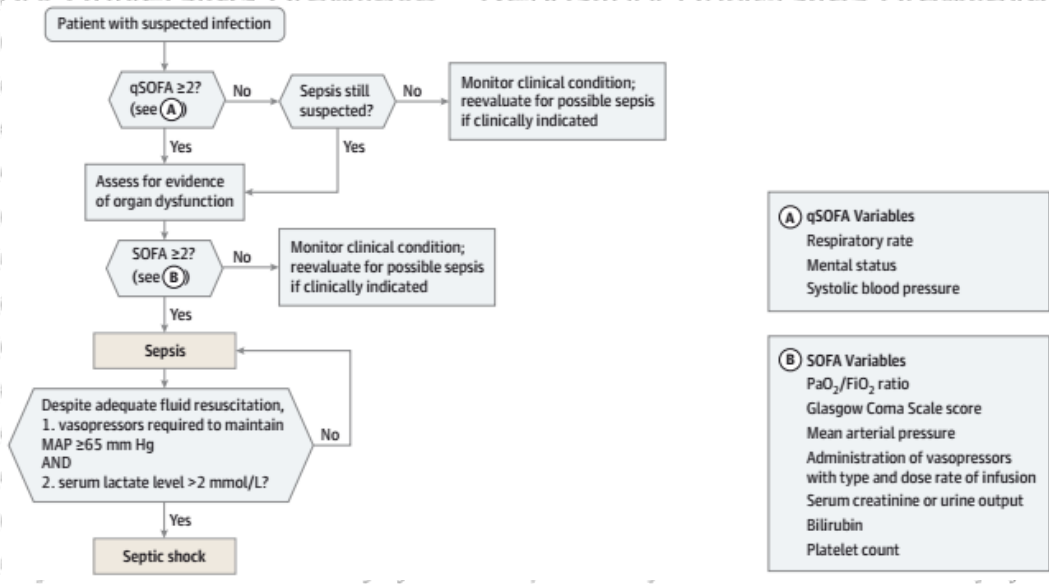 Patient with suspected infection
qSOFA ≥2?
(see A)
No
Sepsis still
suspected?
No
Monitor clinical condition;
reevaluate for possible sepsis
if clinically indicated
Yes
Yes
Assess for evidence
of organ dysfunction
SOFA ≥2?
(see B)
No
Monitor clinical condition;
reevaluate for possible sepsis
if clinically indicated
Yes
Sepsis
Despite adequate fluid resuscitation,
1. vasopressors required to maintain
MAP ≥65 mm Hg
AND
2. serum lactate level >2 mmol/L?
No
Yes
Septic shock
A qSOFA Variables
Respiratory rate
Mental status
Systolic blood pressure
B SOFA Variables
PaO₂/FiO₂ ratio
Glasgow Coma Scale score
Mean arterial pressure
Administration of vasopressors
with type and dose rate of infusion
Serum creatinine or urine output
Bilirubin
Platelet count